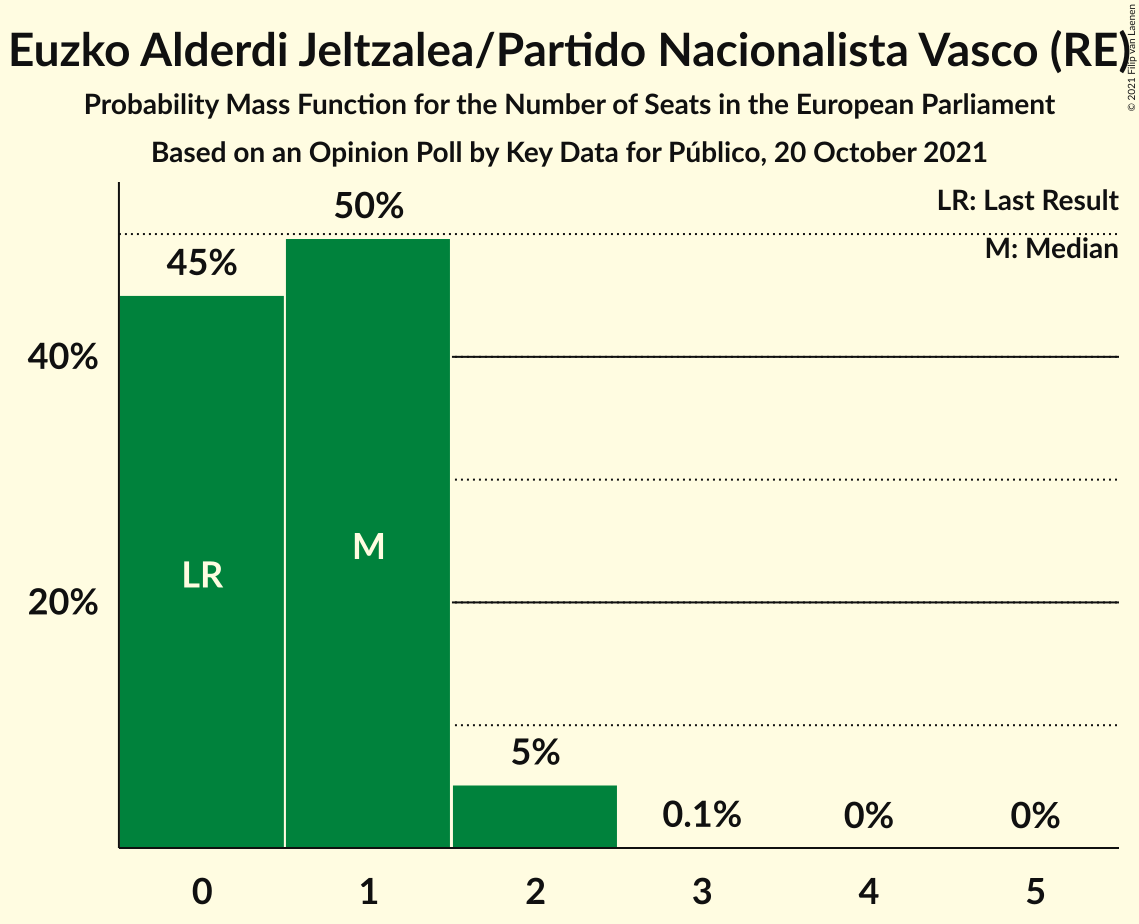 Euzko Alderdi Jeltzalea/Partido Nacionalista Vasco (RE)
© 2021 Filip van Laenen
Probability Mass Function for the Number of Seats in the European Parliament
Based on an Opinion Poll by Key Data for Público, 20 October 2021
LR: Last Result
M: Median
50%
45%
40%
M
LR
20%
5%
0.1%
0%
0%
0
1
2
3
4
5